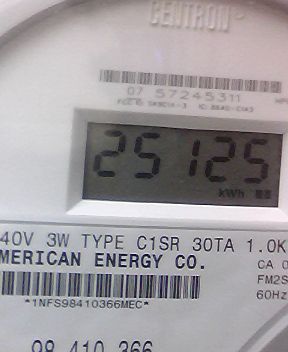 CENTRON
07 57245311
25125
kWh
40V 3W TYPE C1SR 30TA 1.0K
MERICAN ENERGY CO.
CA 0
FM2S
60Hz
*1NFS98410366MEC*
98 410 366